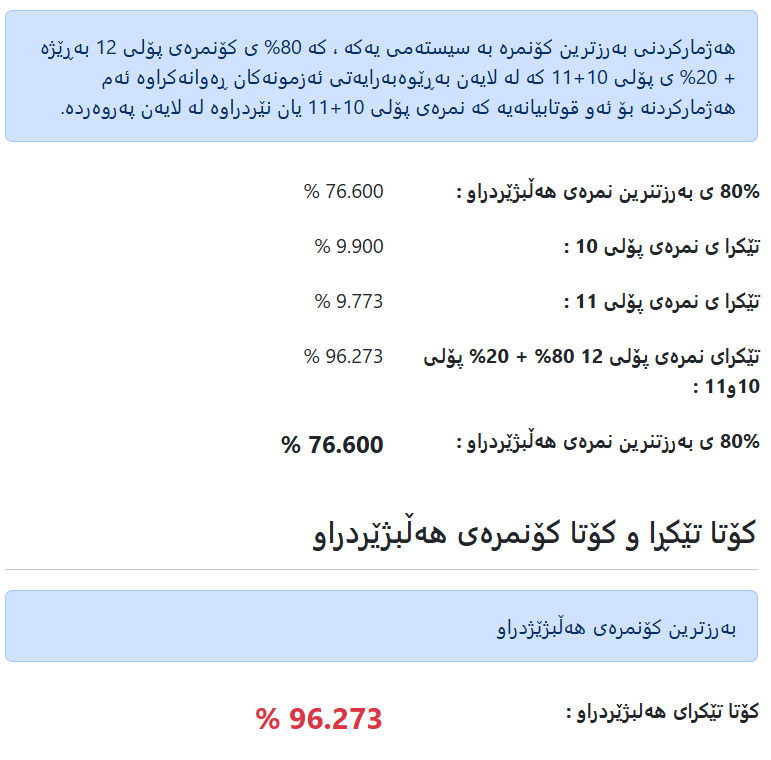 هەژمارکردنی بەرزترین کۆنمرە بە سیستەمی یەکە ، کە 80% ی کۆنمرەی پۆلی 12 بەڕێژە
+ 20% ی پۆلی 10+11 کە لە لایەن بەڕێوەبەرایەتی ئەزمونەکان ڕەوانەکراوە ئەم
هەژمارکردنە بۆ ئەو قوتابیانەیە کە نمرەی پۆلی 10+11 یان نێردراوە لە لایەن پەروەردە.
80% ی بەرزتنرین نمرەی هەڵبژێردراو : 76.600 %
تێکرا ی نمرەی پۆلی 10 : 9.900 %
تێکرا ی نمرەی پۆلی 11 : 9.773 %
تێکرای نمرەی پۆلی 12 80% + 20% پۆلی 96.273 %
10و11 :
80% ی بەرزتنرین نمرەی هەڵبژێردراو : 76.600 %
کۆتا تێکڕا و کۆتا کۆنمرەی هەڵبژێردراو
بەرزترین کۆنمرەی هەڵبژێژدراو
کۆتا تێکرای هەلبژێردراو : 96.273 %